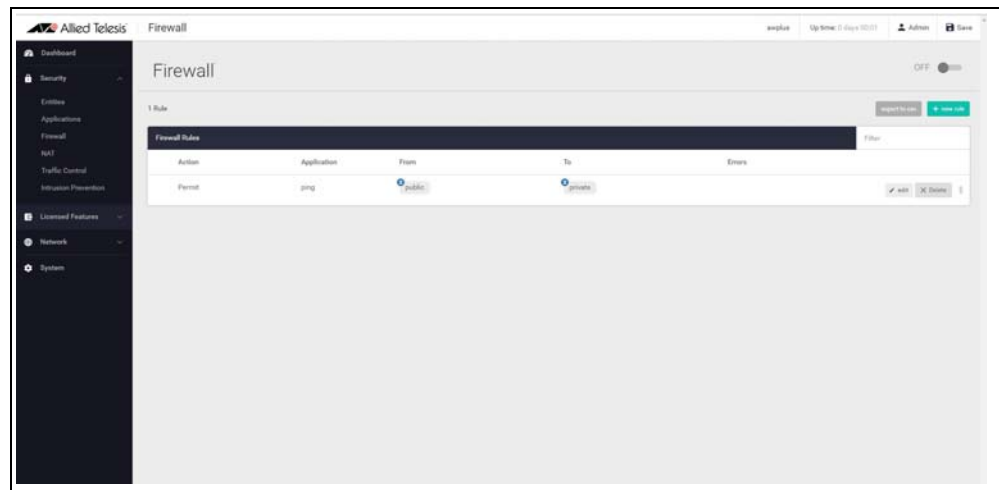 Allied Telesis
Firewall
awplus
Up time: 0 days 00:01
Admin
Save
Dashboard
Security
Entities
Applications
Firewall
NAT
Traffic Control
Intrusion Prevention
Licensed Features
Network
System
Firewall
OFF
1 Rule
export to csv
+ new rule
Firewall Rules
Filter
Action Application From To Errors
Permit ping public private
edit
Delete